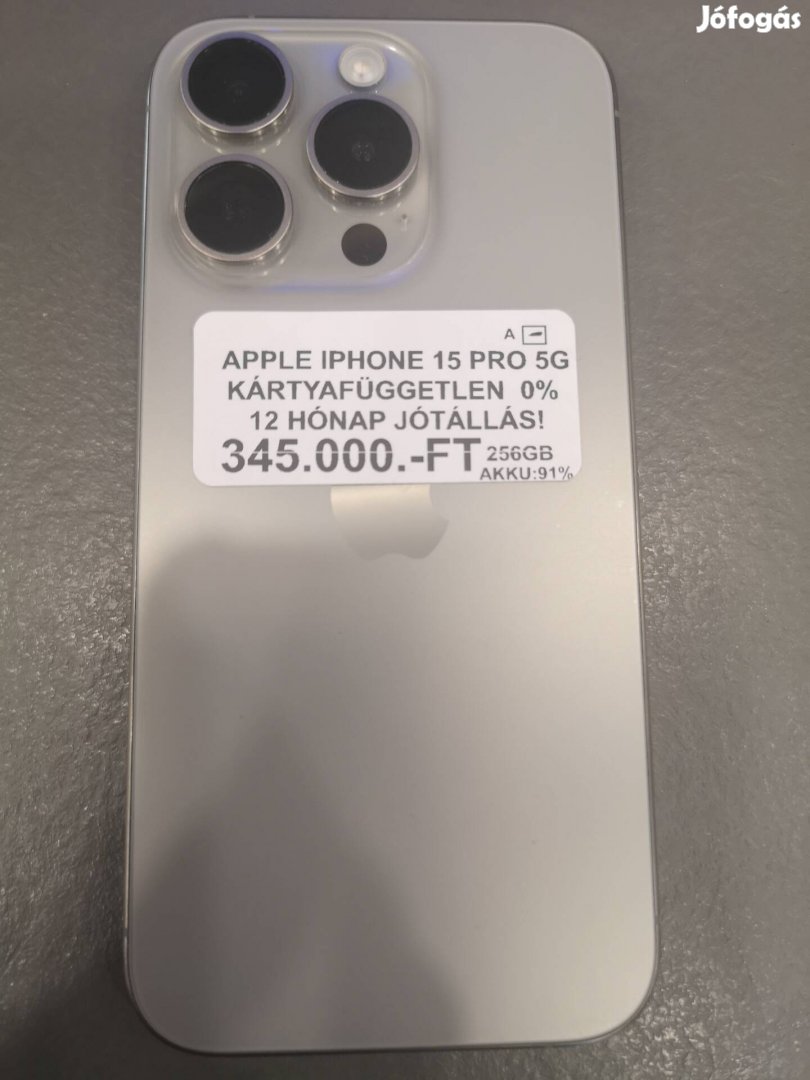 Jófogás
A
APPLE IPHONE 15 PRO 5G
KÁRTYAFÜGGETLEN 0%
12 HÓNAP JÓTÁLLÁS!
345.000.-FT 256GB
AKKU:91%